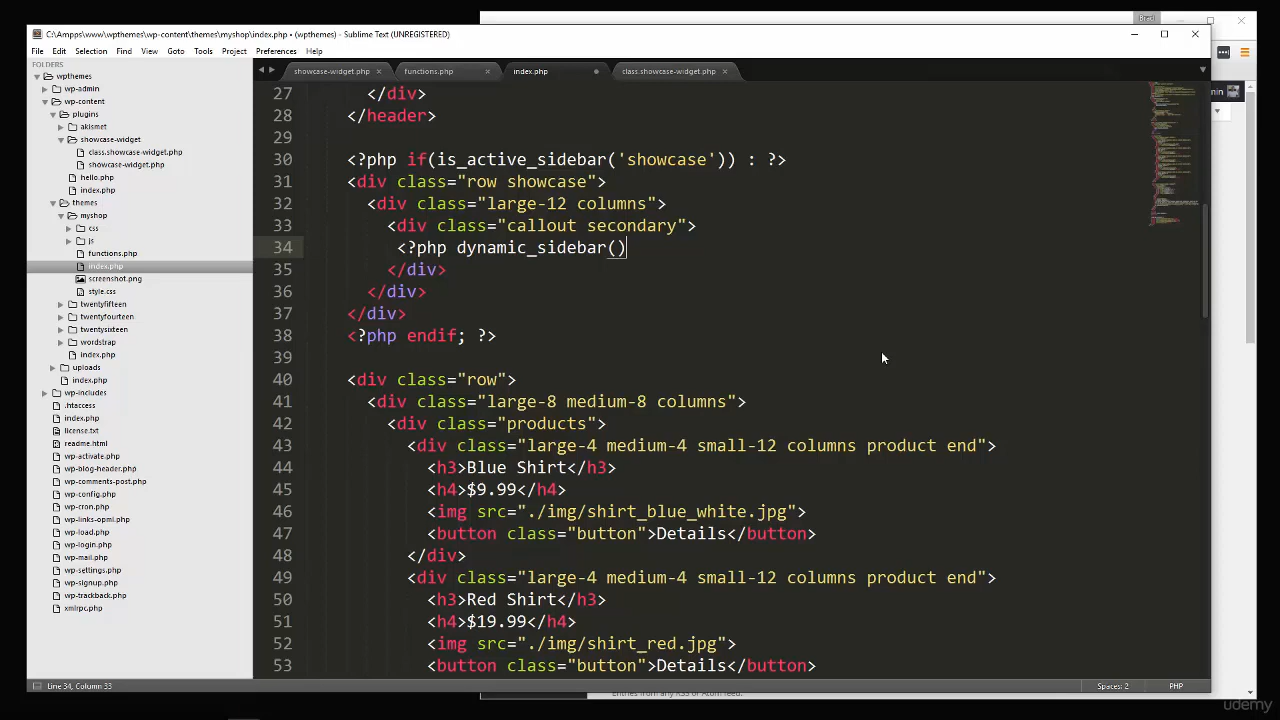 Brad
C:\Ampps\www\wpthemes\wp-content\themes\myshop\index.php • (wpthemes) - Sublime Text (UNREGISTERED)
File Edit Selection Find View Goto Tools Project Preferences Help
FOLDERS
wpthemes
wp-admin
wp-content
plugins
akismet
showcase-widget
class.showcase-widget.php
showcase-widget.php
hello.php
index.php
themes
myshop
css
js
functions.php
index.php
screenshot.png
style.css
twentyfifteen
twentyfourteen
twentysixteen
wordstrap
index.php
uploads
index.php
wp-includes
.htaccess
index.php
license.txt
readme.html
wp-activate.php
wp-blog-header.php
wp-comments-post.php
wp-config.php
wp-cron.php
wp-links-opml.php
wp-load.php
wp-login.php
wp-mail.php
wp-settings.php
wp-signup.php
wp-trackback.php
xmlrpc.php
showcase-widget.php × functions.php × index.php • class.showcase-widget.php ×
27 </div>
28 </header>
29
30 <?php if(is_active_sidebar('showcase')) : ?>
31 <div class="row showcase">
32 <div class="large-12 columns">
33 <div class="callout secondary">
34 <?php dynamic_sidebar()
35 </div>
36 </div>
37 </div>
38 <?php endif; ?>
39
40 <div class="row">
41 <div class="large-8 medium-8 columns">
42 <div class="products">
43 <div class="large-4 medium-4 small-12 columns product end">
44 <h3>Blue Shirt</h3>
45 <h4>$9.99</h4>
46 <img src="./img/shirt_blue_white.jpg">
47 <button class="button">Details</button>
48 </div>
49 <div class="large-4 medium-4 small-12 columns product end">
50 <h3>Red Shirt</h3>
51 <h4>$19.99</h4>
52 <img src="./img/shirt_red.jpg">
53 <button class="button">Details</button>
min
Line 34, Column 33
Spaces: 2 PHP
Entries from any RSS or Atom feed.
udemy